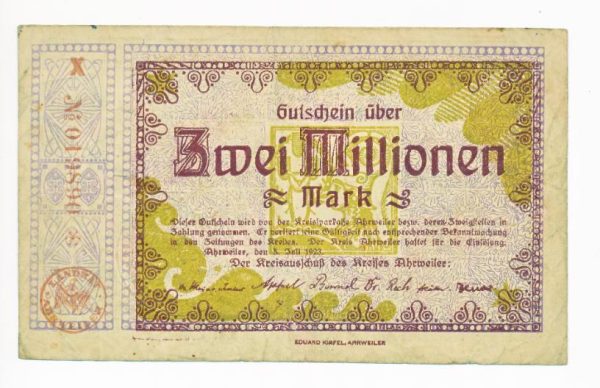 Gutschein über
Zwei Millionen
Mark
Dieser Gutschein wird von der Kreissparkasse Ahrweiler bezw. deren Zweigstellen in
Zahlung genommen. Er verliert seine Gültigkeit nach entsprechender Bekanntmachung
in den Zeitungen des Kreises. Der Kreis Ahrweiler haftet für die Einlösung.
Ahrweiler, den Juli 1923.
Der Kreisausschuß des Kreises Ahrweiler:
EDUARD KIRFEL, AHRWEILER
X